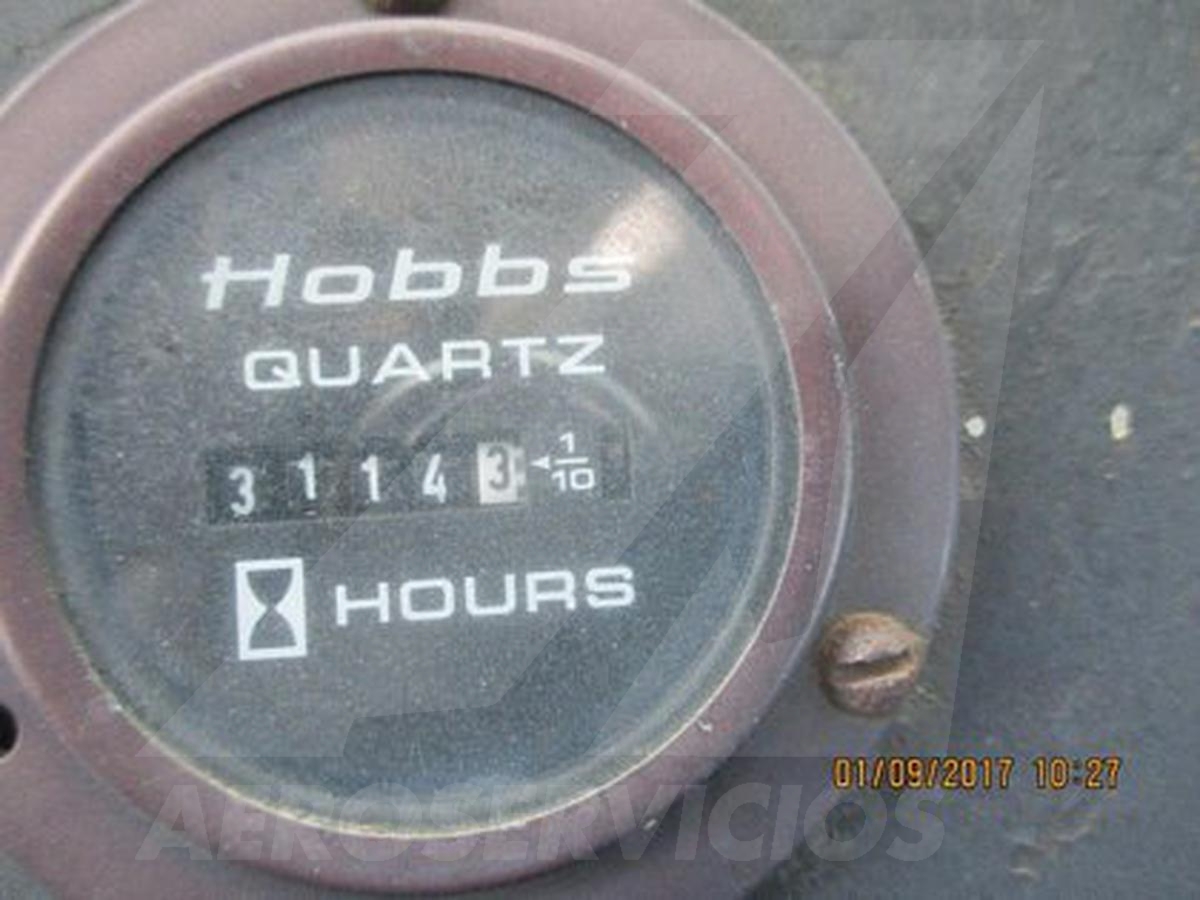 Hobbs
QUARTZ
3 1 1 4 3 1/10
HOURS
01/09/2017 10:27
AEROSERVICIOS